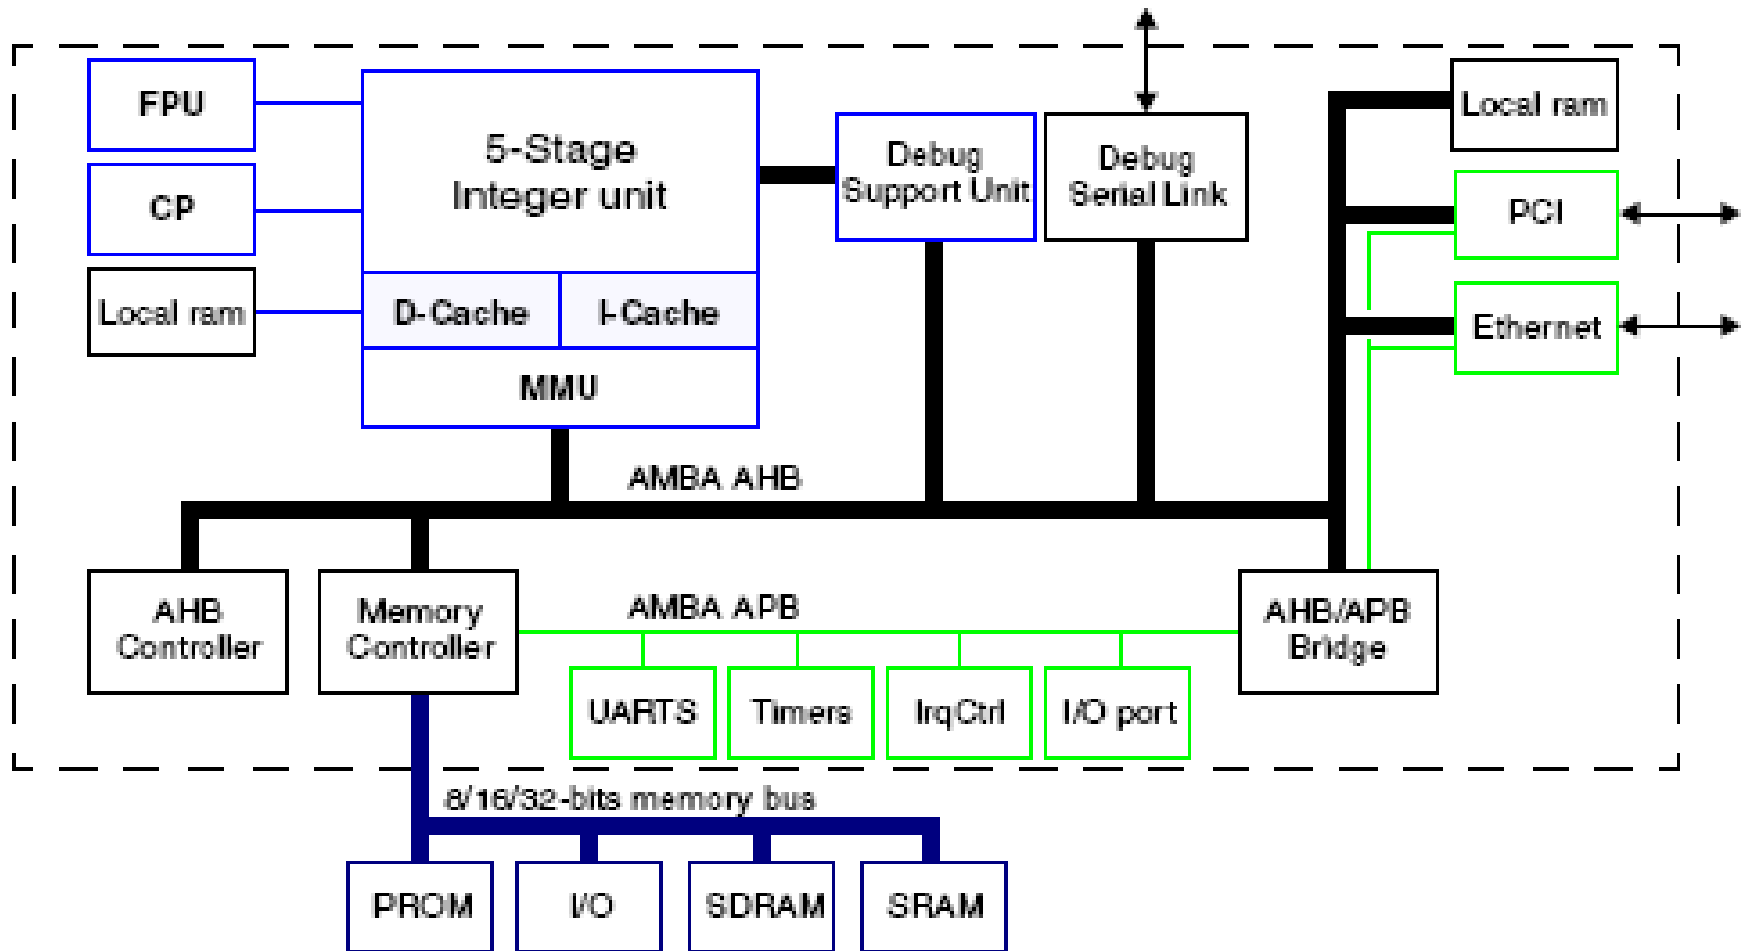 FPU
5-Stage
Integer unit
CP
Local ram
D-Cache
I-Cache
MMU
Debug
Support Unit
Debug
Serial Link
Local ram
PCI
Ethernet
AMBA AHB
AHB
Controller
Memory
Controller
AMBA APB
AHB/APB
Bridge
UARTS
Timers
IrqCtrl
I/O port
8/16/32-bits memory bus
PROM
I/O
SDRAM
SRAM